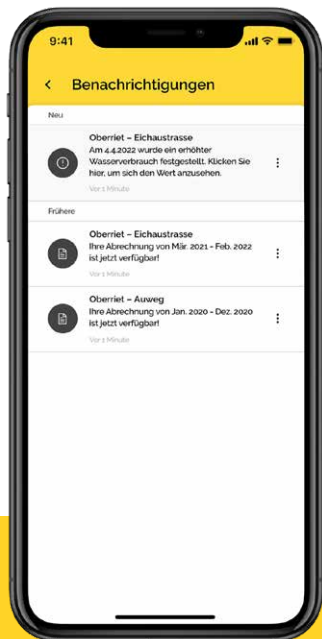 9:41
Benachrichtigungen
Neu
Oberriet – Eichaustrasse
Am 4.4.2022 wurde ein erhöhter
Wasserverbrauch festgestellt. Klicken Sie
hier, um sich den Wert anzusehen.
Vor 1 Minute
Frühere
Oberriet – Eichaustrasse
Ihre Abrechnung von Mär. 2021 - Feb. 2022
ist jetzt verfügbar!
Vor 1 Minute
Oberriet – Auweg
Ihre Abrechnung von Jan. 2020 - Dez. 2020
ist jetzt verfügbar!
Vor 1 Minute